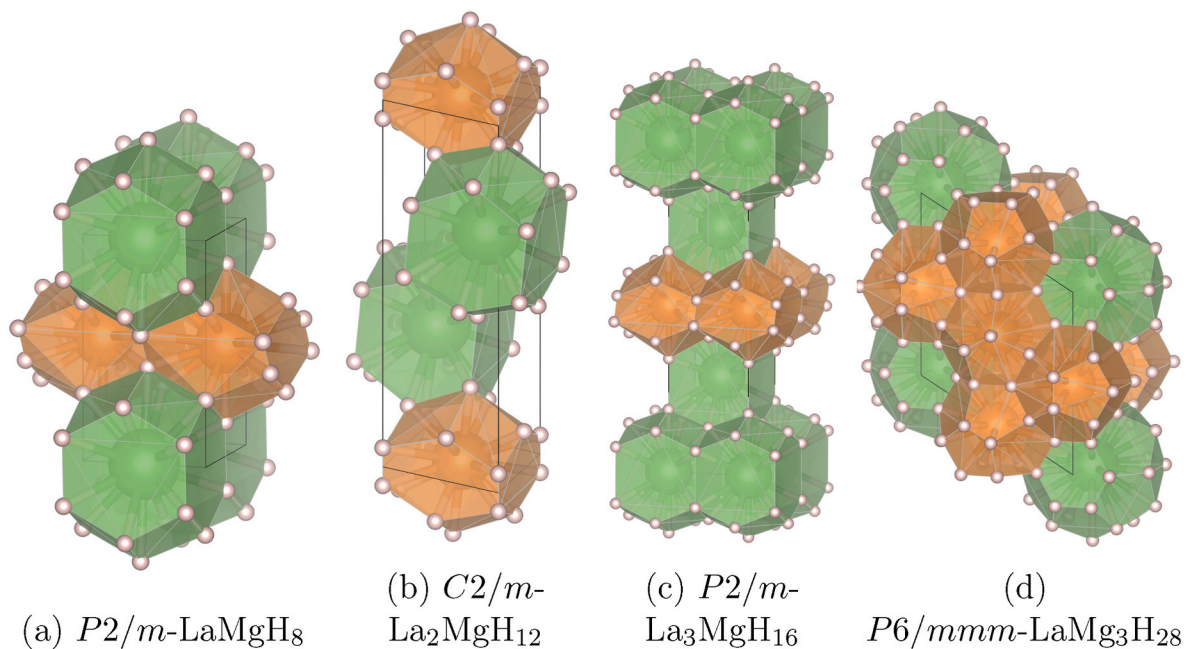 (a) P2/m-LaMgH₈
(b) C2/m-
La₂MgH₁₂
(c) P2/m-
La₃MgH₁₆
(d)
P6/mmm-LaMg₃H₂₈